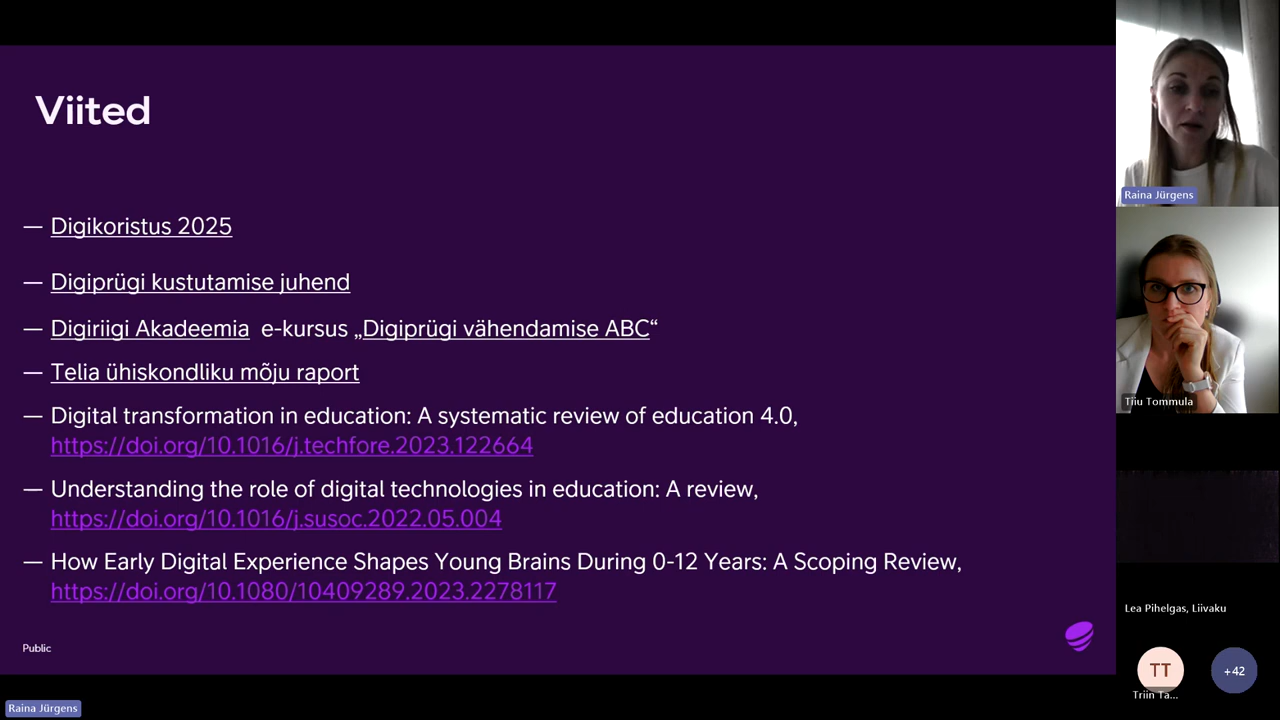 Viited
— Digikoristus 2025
— Digiprügi kustutamise juhend
— Digiriigi Akadeemia e-kursus „Digiprügi vähendamise ABC“
— Telia ühiskondliku mõju raport
— Digital transformation in education: A systematic review of education 4.0,
https://doi.org/10.1016/j.techfore.2023.122664
— Understanding the role of digital technologies in education: A review,
https://doi.org/10.1016/j.susoc.2022.05.004
— How Early Digital Experience Shapes Young Brains During 0-12 Years: A Scoping Review,
https://doi.org/10.1080/10409289.2023.2278117
Public
Raina Jürgens
Raina Jürgens
Tiiu Tommula
Lea Pihelgas, Liivaku
TT
Triin Ta...
+42